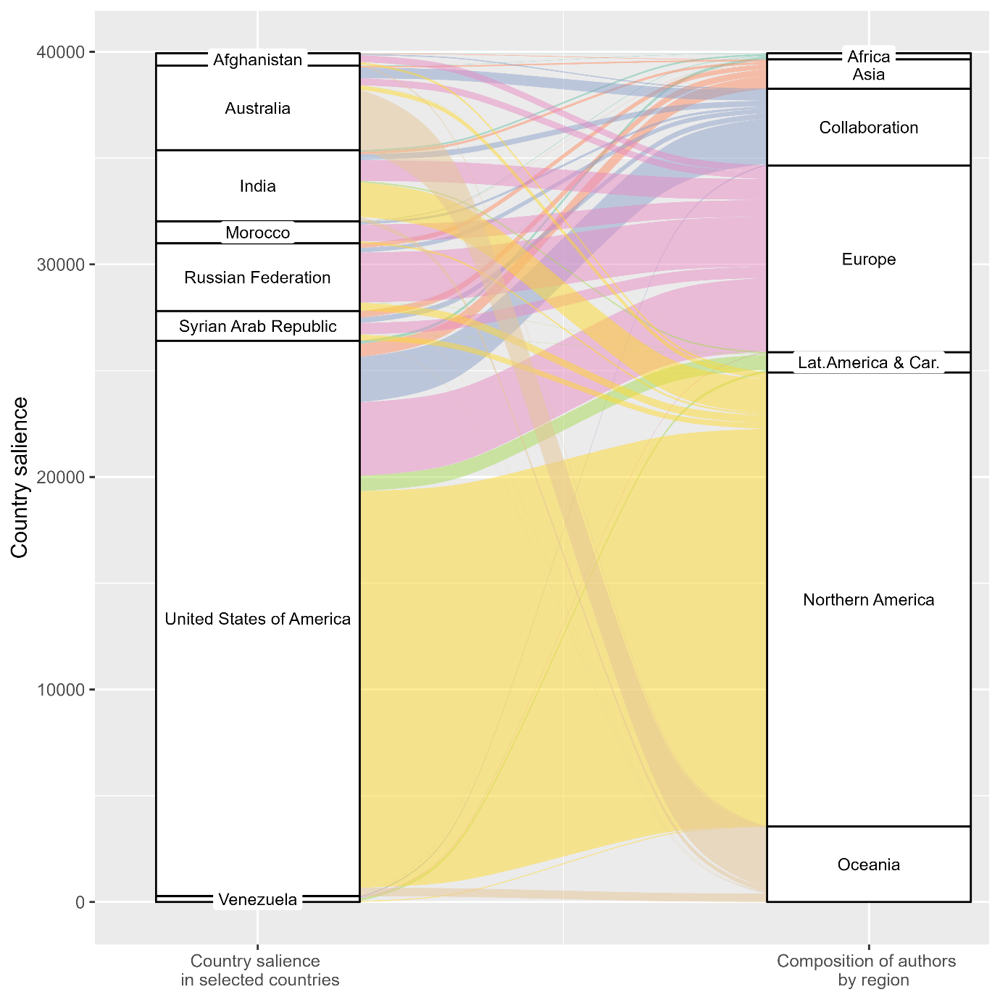 Country salience
40000
30000
20000
10000
0
Afghanistan
Australia
India
Morocco
Russian Federation
Syrian Arab Republic
United States of America
Venezuela
Africa
Asia
Collaboration
Europe
Lat.America & Car.
Northern America
Oceania
Country salience
in selected countries
Composition of authors
by region